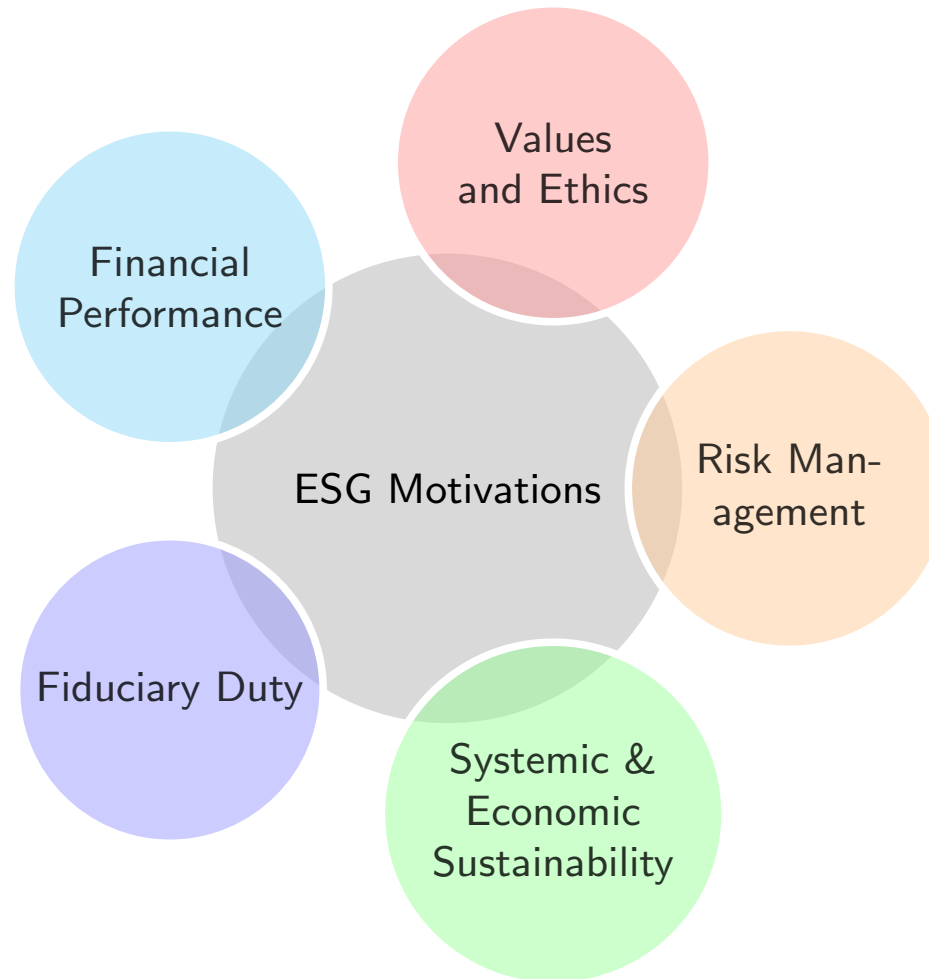 Values
and Ethics
Financial
Performance
Risk Man-
agement
ESG Motivations
Fiduciary Duty
Systemic &
Economic
Sustainability